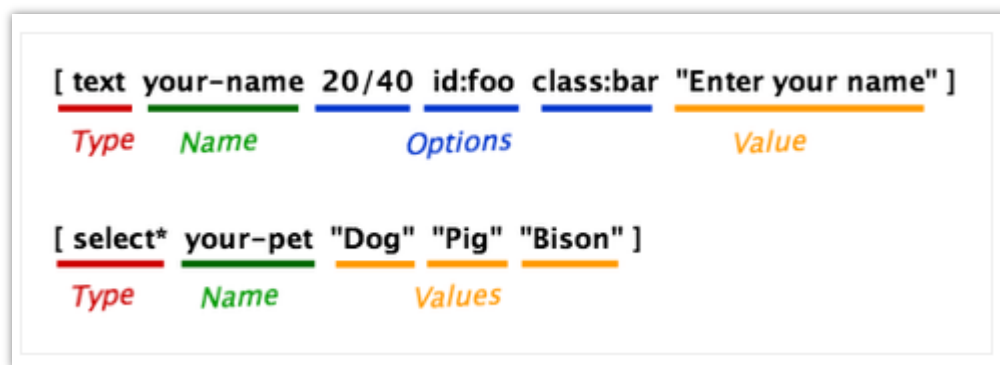 [ text your-name 20/40 id:foo class:bar "Enter your name" ]
Type Name Options Value
[ select* your-pet "Dog" "Pig" "Bison" ]
Type Name Values